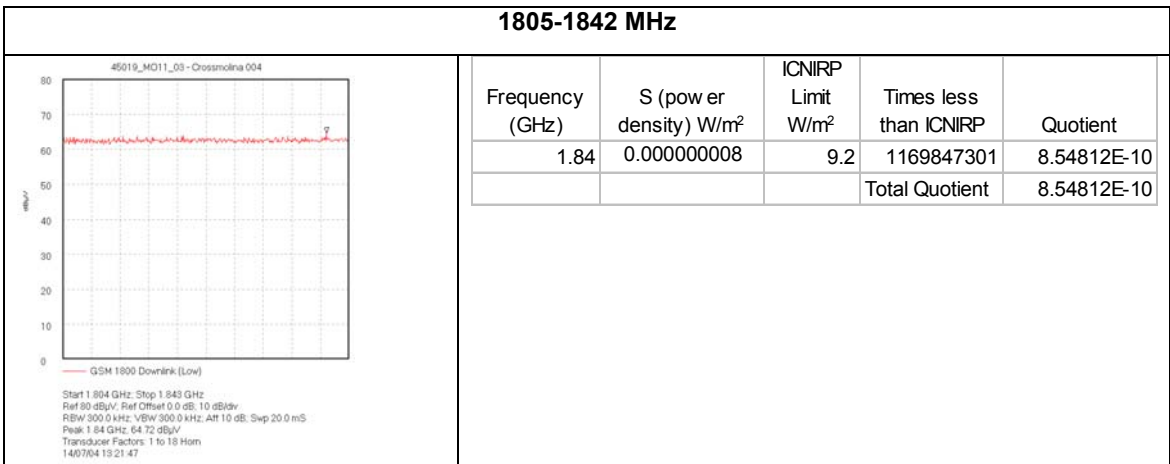 1805-1842 MHz
45019_MO11_03 - Crossmolina 004
80
70
60
50
40
30
20
10
0
dBµV
GSM 1800 Downlink (Low)
Start 1.804 GHz; Stop 1.843 GHz
Ref 80 dBµV; Ref Offset 0.0 dB; 10 dB/div
RBW 300.0 kHz; VBW 300.0 kHz; Att 10 dB; Swp 20.0 mS
Peak 1.84 GHz, 64.72 dBµV
Transducer Factors: 1 to 18 Horn
14/07/04 13:21:47
Frequency (GHz) S (pow er density) W/m² ICNIRP Limit W/m² Times less than ICNIRP Quotient
1.84 0.000000008 9.2 1169847301 8.54812E-10
Total Quotient 8.54812E-10